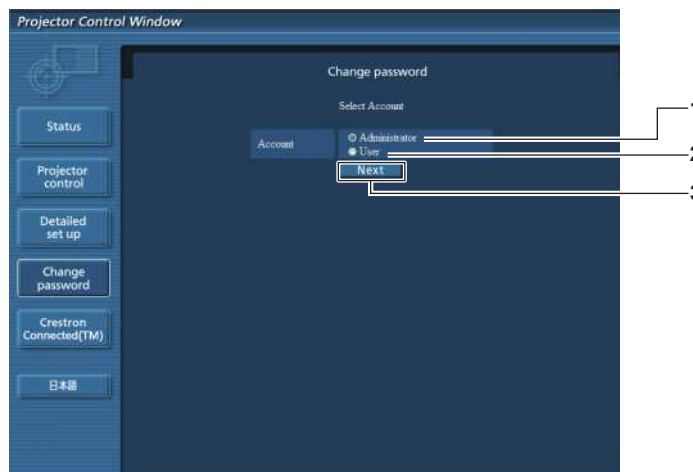 Projector Control Window
Change password
Select Account
Account
Administrator
User
Next
Status
Projector
control
Detailed
set up
Change
password
Crestron
Connected(TM)
日本語
1
2
3